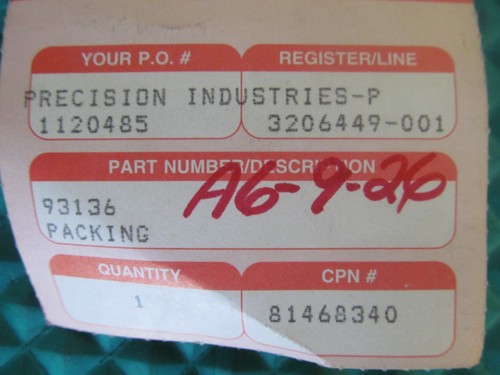 YOUR P.O. # REGISTER/LINE
PRECISION INDUSTRIES-P
1120485 3206449-001
PART NUMBER/DESCRIPTION
A6-9-26
93136
PACKING
QUANTITY CPN #
1 81468340